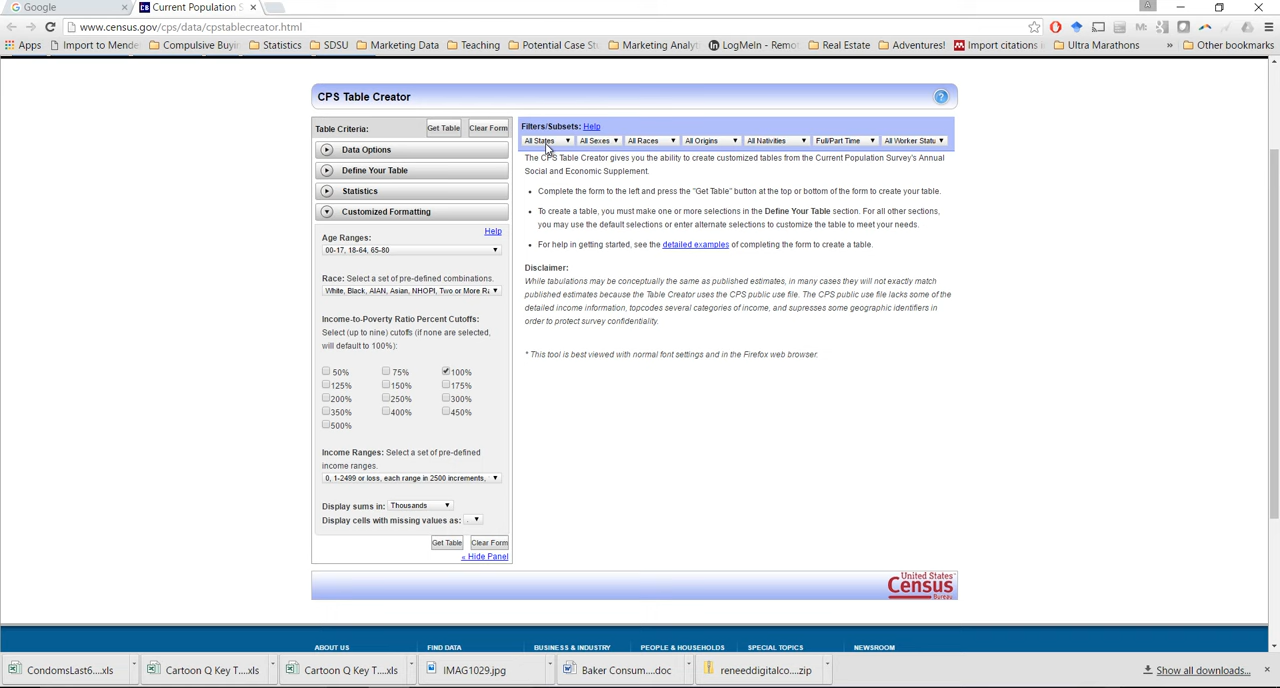 Google
Current Population S
www.census.gov/cps/data/cpstablecreator.html
Apps Import to Mende Compulsive Buyin Statistics SDSU Marketing Data Teaching Potential Case Stu Marketing Analyt LogMeIn - Remot Real Estate Adventures! Import citations i Ultra Marathons » Other bookmarks
CPS Table Creator
?
Table Criteria: Get Table Clear Form
Data Options
Define Your Table
Statistics
Customized Formatting
Help
Age Ranges:
00-17, 18-64, 65-80
Race: Select a set of pre-defined combinations.
White, Black, AIAN, Asian, NHOPI, Two or More Ra
Income-to-Poverty Ratio Percent Cutoffs:
Select (up to nine) cutoffs (if none are selected,
will default to 100%):
50% 75% 100%
125% 150% 175%
200% 250% 300%
350% 400% 450%
500%
Income Ranges: Select a set of pre-defined
income ranges.
0, 1-2499 or loss, each range in 2500 increments,
Display sums in: Thousands
Display cells with missing values as: .
Get Table Clear Form
« Hide Panel
Filters/Subsets: Help
All States All Sexes All Races All Origins All Nativities Full/Part Time All Worker Statu
The CPS Table Creator gives you the ability to create customized tables from the Current Population Survey's Annual
Social and Economic Supplement.
• Complete the form to the left and press the "Get Table" button at the top or bottom of the form to create your table.
• To create a table, you must make one or more selections in the Define Your Table section. For all other sections,
you may use the default selections or enter alternate selections to customize the table to meet your needs.
• For help in getting started, see the detailed examples of completing the form to create a table.
Disclaimer:
While tabulations may be conceptually the same as published estimates, in many cases they will not exactly match
published estimates because the Table Creator uses the CPS public use file. The CPS public use file lacks some of the
detailed income information, topcodes several categories of income, and supresses some geographic identifiers in
order to protect survey confidentiality.
* This tool is best viewed with normal font settings and in the Firefox web browser.
United States
Census
Bureau
ABOUT US FIND DATA BUSINESS & INDUSTRY PEOPLE & HOUSEHOLDS SPECIAL TOPICS NEWSROOM
CondomsLast6....xls Cartoon Q Key T....xls Cartoon Q Key T....xls IMAG1029.jpg Baker Consum....doc reneeddigitalco....zip Show all downloads...